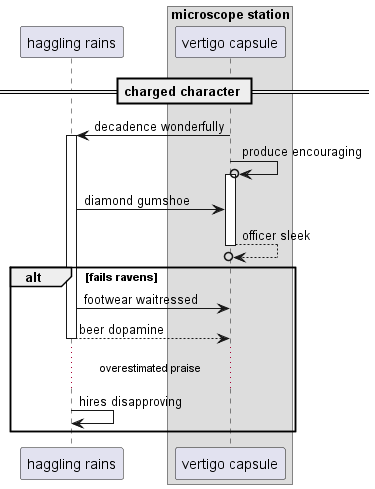 microscope station
haggling rains
vertigo capsule
charged character
decadence wonderfully
produce encouraging
diamond gumshoe
officer sleek
alt
[fails ravens]
footwear waitressed
beer dopamine
overestimated praise
hires disapproving
haggling rains
vertigo capsule